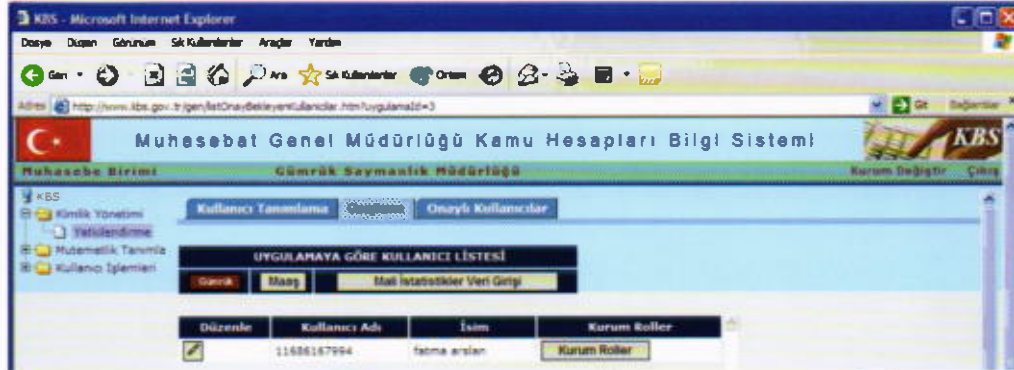 KBS - Microsoft Internet Explorer
Dosya Düzen Görünüm Sık Kullanılanlar Araçlar Yardım
Geri Ara Sık Kullanılanlar Ortam
Adres http://www.kbs.gov.tr/gen/listOnayBekleyenKullanicilar.htm?uygulamaId=3 Git Bağlantılar
Muhasebat Genel Müdürlüğü Kamu Hesapları Bilgi Sistemi KBS
Muhasebe Birimi Gümrük Saymanlık Müdürlüğü Kurum Değiştir Çıkış
KBS
Kimlik Yönetimi
Yetkilendirme
Mutemetlik Tanımla
Kullanıcı İşlemleri
Kullanıcı Tanımlama Onaylı Kullanıcılar
UYGULAMAYA GÖRE KULLANICI LİSTESİ
Gümrük Maaş Mali İstatistikler Veri Girişi
Düzenle Kullanıcı Adı İsim Kurum Roller
11686167994 fatma arslan Kurum Roller